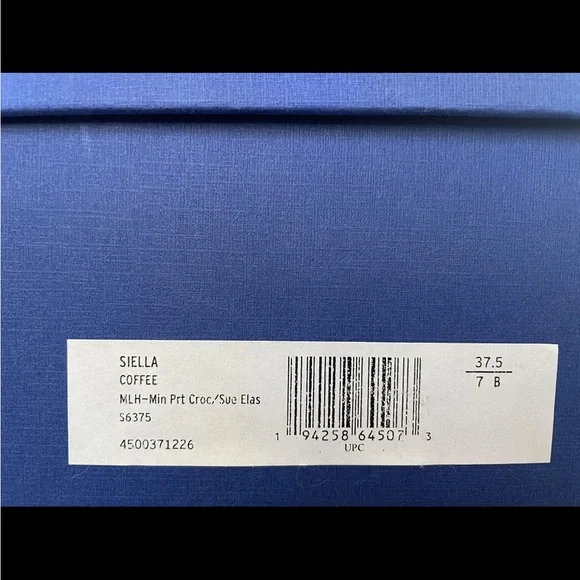 SIELLA
COFFEE
MLH-Min Prt Croc/Sue Elas
S6375
4500371226
1 94258 64507 3
UPC
37.5
7 B